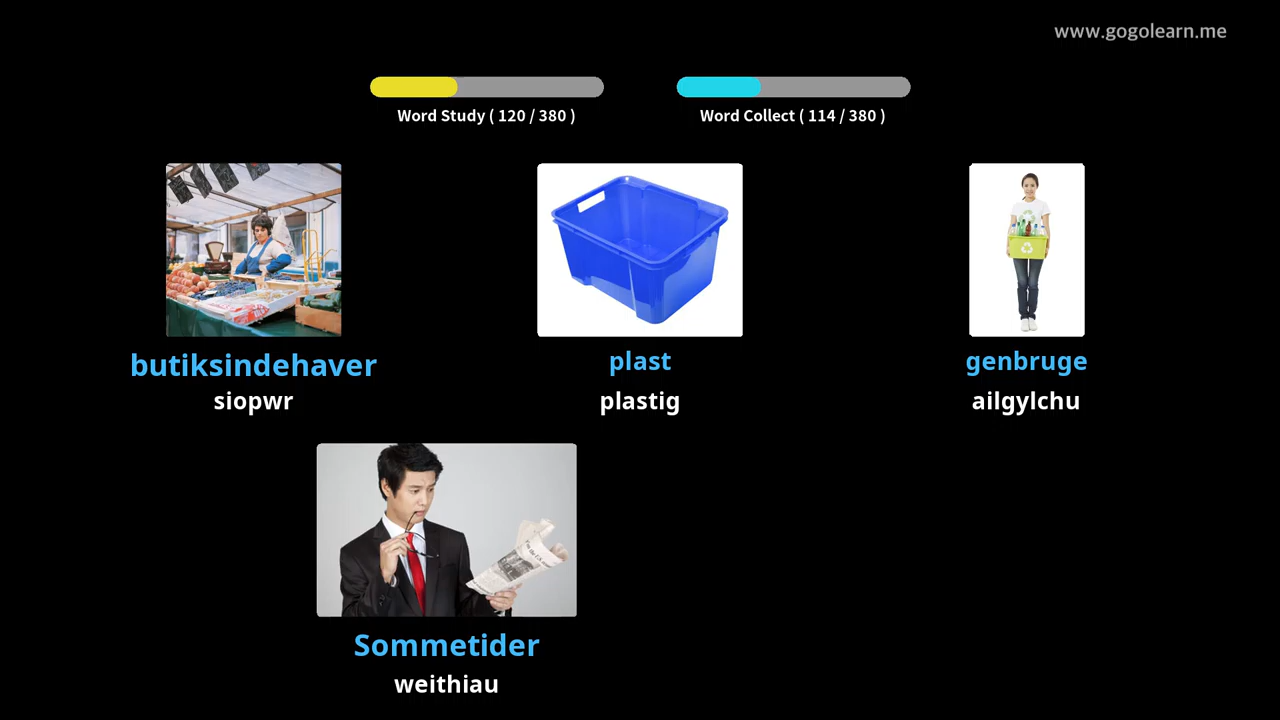 www.gogolearn.me
Word Study ( 120 / 380 )
Word Collect ( 114 / 380 )
butiksindehaver
siopwr
plast
plastig
genbruge
ailgylchu
Sommetider
weithiau